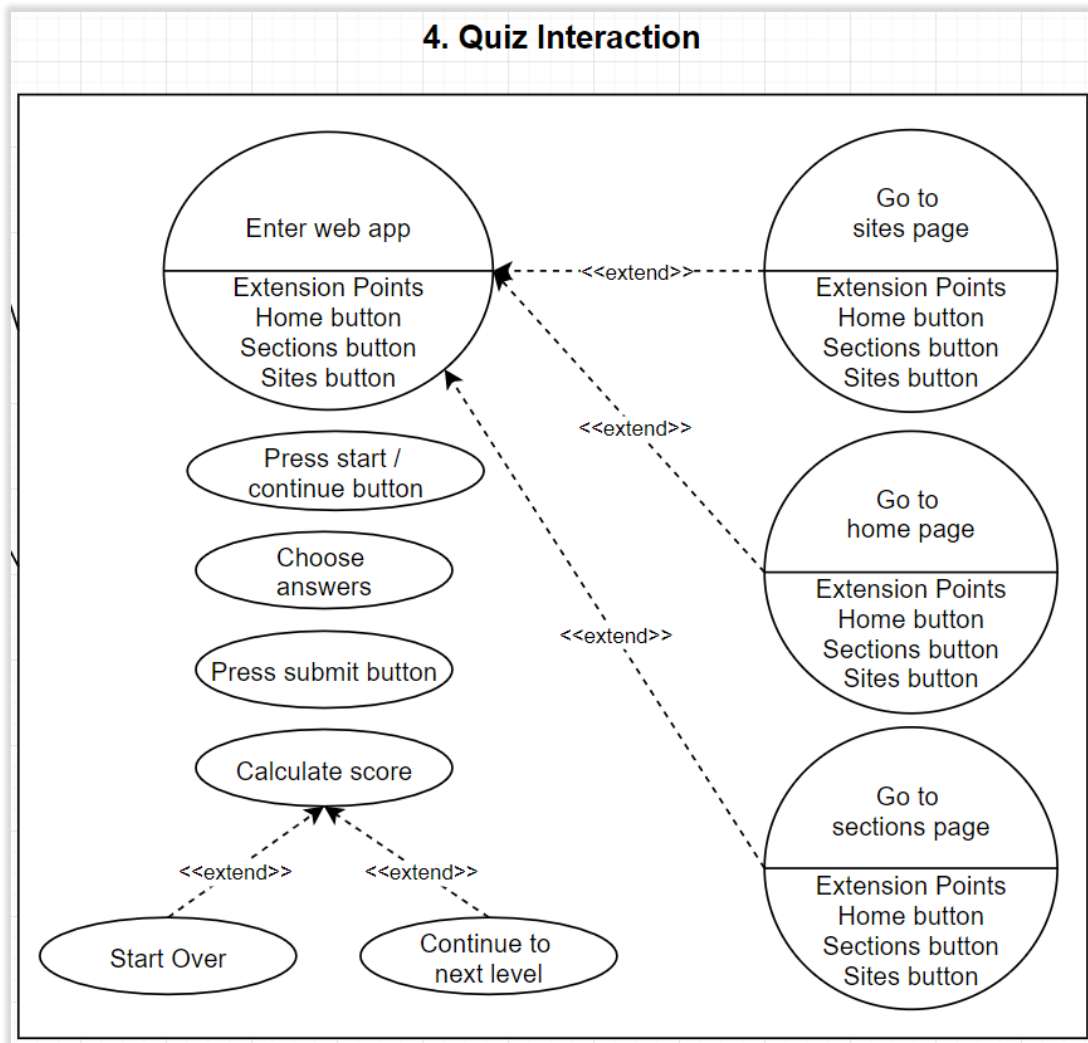 4. Quiz Interaction
Enter web app
Extension Points
Home button
Sections button
Sites button
Press start /
continue button
Choose
answers
Press submit button
Calculate score
<<extend>>
<<extend>>
Start Over
Continue to
next level
<<extend>>
<<extend>>
<<extend>>
Go to
sites page
Extension Points
Home button
Sections button
Sites button
Go to
home page
Extension Points
Home button
Sections button
Sites button
Go to
sections page
Extension Points
Home button
Sections button
Sites button